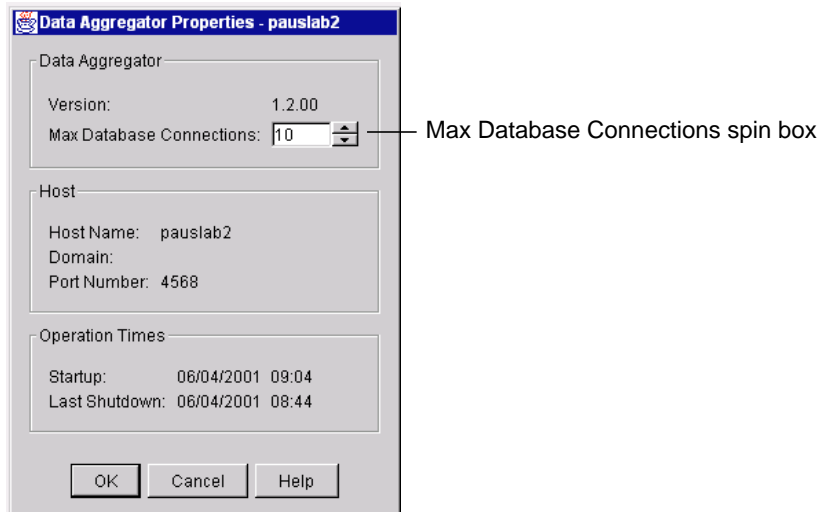 Data Aggregator Properties - pauslab2
Data Aggregator
Version: 1.2.00
Max Database Connections: 10
Max Database Connections spin box
Host
Host Name: pauslab2
Domain:
Port Number: 4568
Operation Times
Startup: 06/04/2001 09:04
Last Shutdown: 06/04/2001 08:44
OK Cancel Help